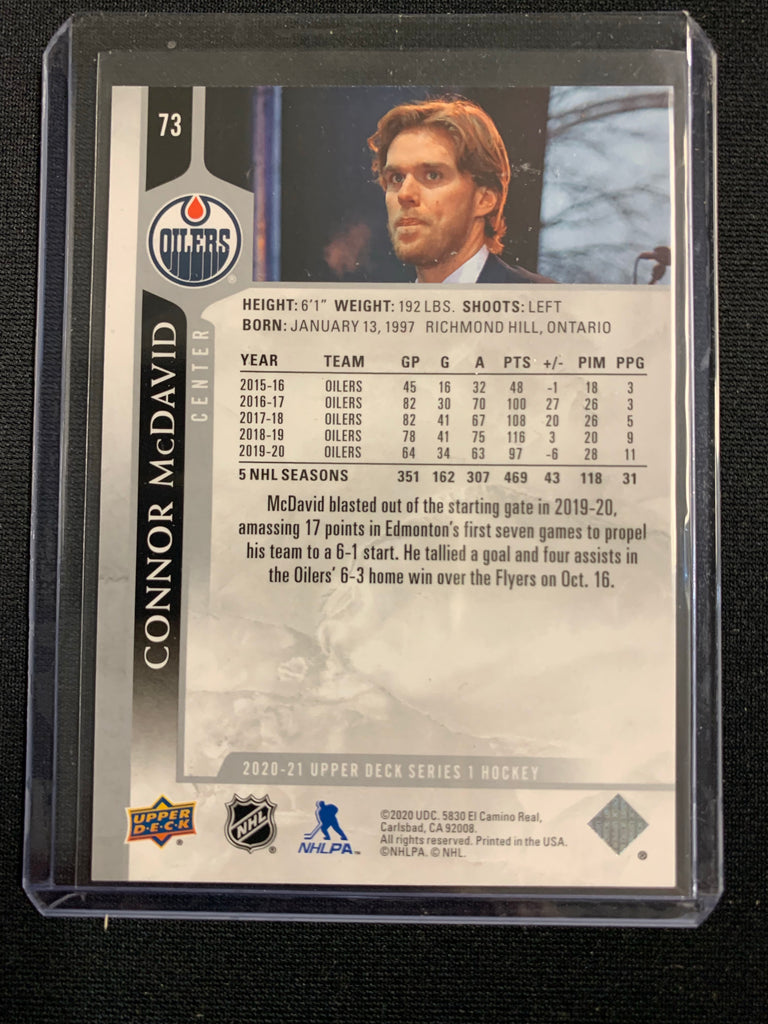 73
OILERS
CONNOR McDAVID
CENTER
HEIGHT: 6'1" WEIGHT: 192 LBS. SHOOTS: LEFT
BORN: JANUARY 13, 1997 RICHMOND HILL, ONTARIO
YEAR TEAM GP G A PTS +/- PIM PPG
2015-16 OILERS 45 16 32 48 -1 18 3
2016-17 OILERS 82 30 70 100 27 26 3
2017-18 OILERS 82 41 67 108 20 26 5
2018-19 OILERS 78 41 75 116 3 20 9
2019-20 OILERS 64 34 63 97 -6 28 11
5 NHL SEASONS 351 162 307 469 43 118 31
McDavid blasted out of the starting gate in 2019-20,
amassing 17 points in Edmonton's first seven games to propel
his team to a 6-1 start. He tallied a goal and four assists in
the Oilers' 6-3 home win over the Flyers on Oct. 16.
2020-21 UPPER DECK SERIES 1 HOCKEY
UPPER
D·E·C·K
®
NHL
®
NHLPA™
©2020 UDC. 5830 El Camino Real,
Carlsbad, CA 92008.
All rights reserved. Printed in the USA.
©NHLPA. © NHL.
®